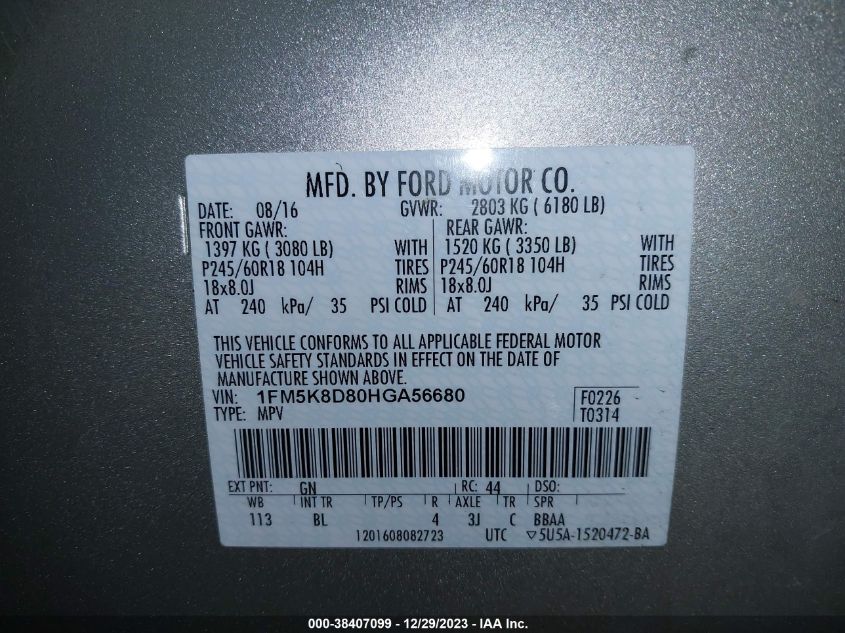 MFD. BY FORD MOTOR CO.
DATE: 08/16 GVWR: 2803 KG ( 6180 LB)
FRONT GAWR: REAR GAWR:
1397 KG ( 3080 LB) WITH 1520 KG ( 3350 LB) WITH
P245/60R18 104H TIRES P245/60R18 104H TIRES
18x8.0J RIMS 18x8.0J RIMS
AT 240 kPa/ 35 PSI COLD AT 240 kPa/ 35 PSI COLD
THIS VEHICLE CONFORMS TO ALL APPLICABLE FEDERAL MOTOR
VEHICLE SAFETY STANDARDS IN EFFECT ON THE DATE OF
MANUFACTURE SHOWN ABOVE.
VIN: 1FM5K8D80HGA56680 F0226
TYPE: MPV T0314
EXT PNT: GN RC: 44 DSO:
WB INT TR TP/PS R AXLE TR SPR
113 BL 4 3J C BBAA
1201608082723 UTC ▽5U5A-1520472-BA
000-38407099 - 12/29/2023 - IAA Inc.